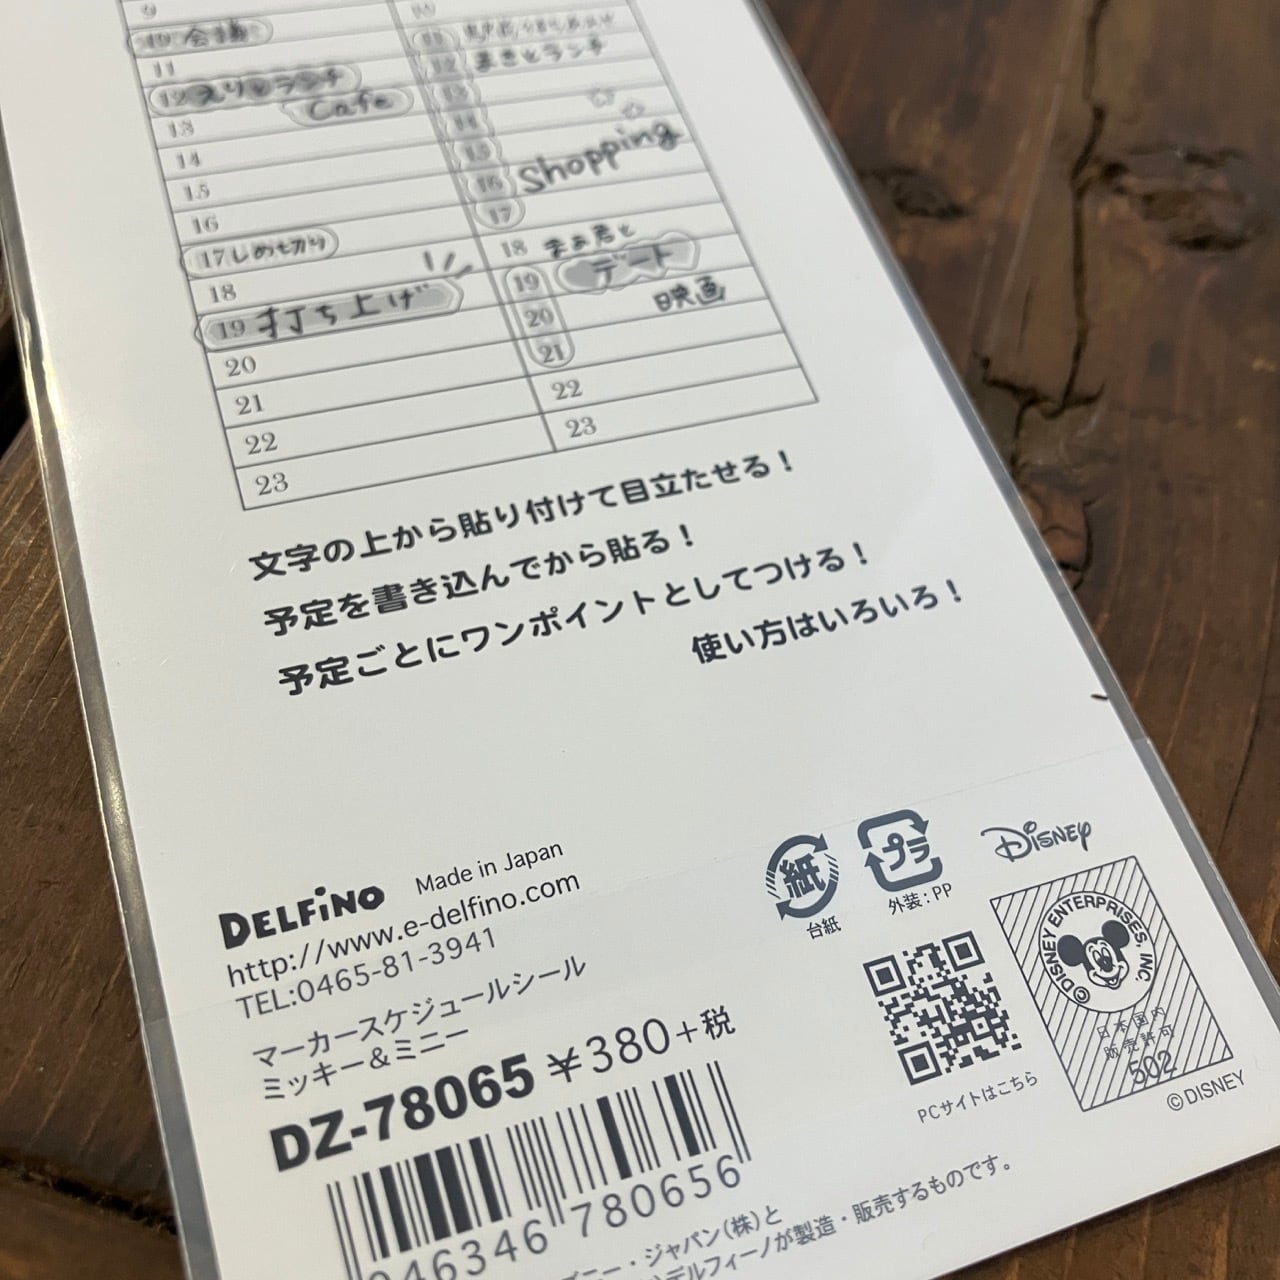 9
10 会議
11
12 えりとランチ
Cafe
13
14
15
16
17 しめ切り
18
19 打ち上げ
20
21
22
23
10
11
12 まきとランチ
13
14
15
16 Shopping
17
18 まぁ君と
19 デート
20 映画
21
22
23
文字の上から貼り付けて目立たせる！
予定を書き込んでから貼る！
予定ごとにワンポイントとしてつける！
使い方はいろいろ！
DELFiNO Made in Japan
http://www.e-delfino.com
TEL:0465-81-3941
マーカースケジュールシール
ミッキー＆ミニー
DZ-78065 ¥380+税
046346 780656
紙
台紙
プラ
外装：PP
Disney
©DISNEY ENTERPRISES, INC.
日本国内
販売許可
502
©DISNEY
PCサイトはこちら
ズニー・ジャパン（株）と
デルフィーノが製造・販売するものです。